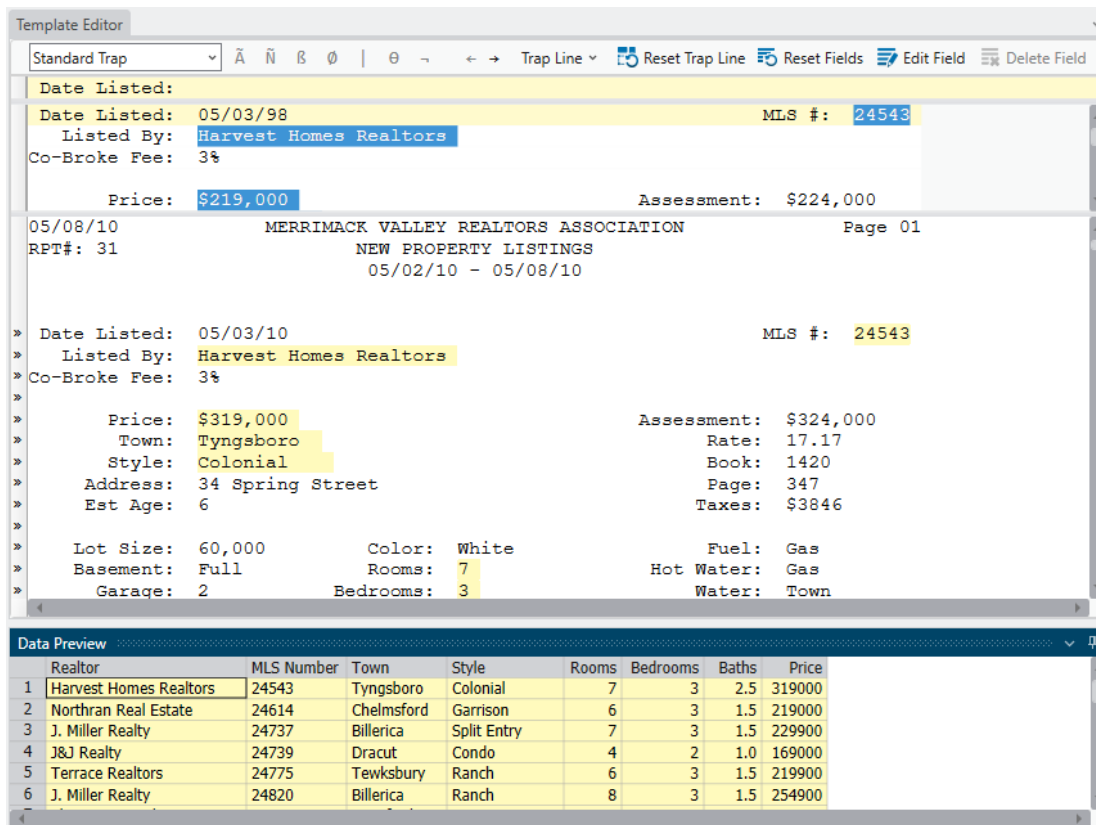 Template Editor
Standard Trap Ã Ñ ß Ø | Θ ¬ ← → Trap Line Reset Trap Line Reset Fields Edit Field Delete Field
Date Listed:
Date Listed: 05/03/98 MLS #: 24543
Listed By: Harvest Homes Realtors
Co-Broke Fee: 3%
Price: $219,000 Assessment: $224,000
05/08/10 MERRIMACK VALLEY REALTORS ASSOCIATION Page 01
RPT#: 31 NEW PROPERTY LISTINGS
05/02/10 - 05/08/10
» Date Listed: 05/03/10 MLS #: 24543
» Listed By: Harvest Homes Realtors
» Co-Broke Fee: 3%
»
» Price: $319,000 Assessment: $324,000
» Town: Tyngsboro Rate: 17.17
» Style: Colonial Book: 1420
» Address: 34 Spring Street Page: 347
» Est Age: 6 Taxes: $3846
»
» Lot Size: 60,000 Color: White Fuel: Gas
» Basement: Full Rooms: 7 Hot Water: Gas
» Garage: 2 Bedrooms: 3 Water: Town
Data Preview
Realtor MLS Number Town Style Rooms Bedrooms Baths Price
1 Harvest Homes Realtors 24543 Tyngsboro Colonial 7 3 2.5 319000
2 Northran Real Estate 24614 Chelmsford Garrison 6 3 1.5 219000
3 J. Miller Realty 24737 Billerica Split Entry 7 3 1.5 229900
4 J&J Realty 24739 Dracut Condo 4 2 1.0 169000
5 Terrace Realtors 24775 Tewksbury Ranch 6 3 1.5 219900
6 J. Miller Realty 24820 Billerica Ranch 8 3 1.5 254900